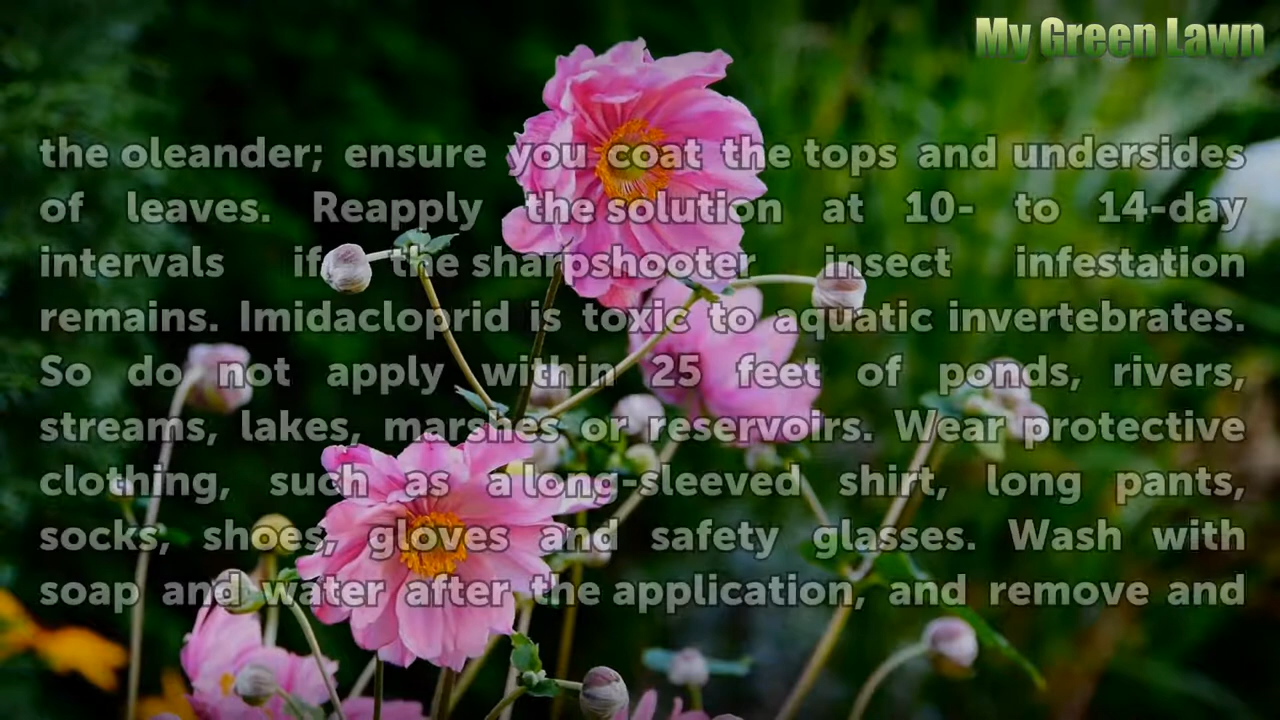 My Green Lawn
the oleander; ensure you coat the tops and undersides
of leaves. Reapply the solution at 10- to 14-day
intervals if the sharpshooter insect infestation
remains. Imidacloprid is toxic to aquatic invertebrates.
So do not apply within 25 feet of ponds, rivers,
streams, lakes, marshes or reservoirs. Wear protective
clothing, such as a long-sleeved shirt, long pants,
socks, shoes, gloves and safety glasses. Wash with
soap and water after the application, and remove and